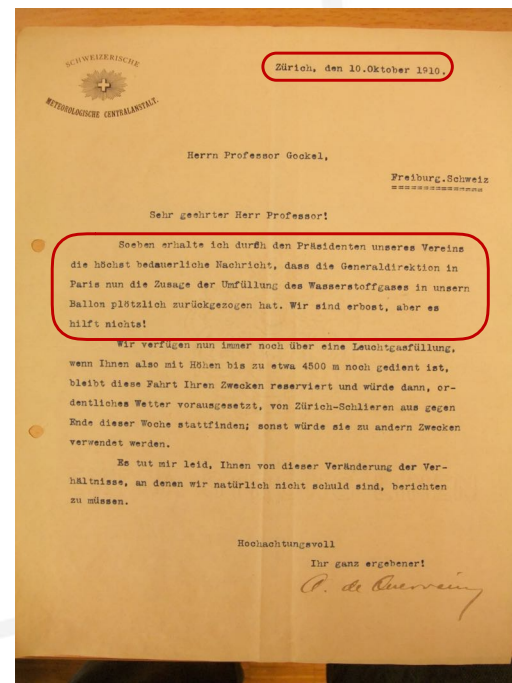 SCHWEIZERISCHE
METEOROLOGISCHE CENTRALANSTALT.
Zürich, den 10.Oktober 1910.
Herrn Professor Gockel,
Freiburg.Schweiz
===============
Sehr geehrter Herr Professor!
Soeben erhalte ich durch den Präsidenten unseres Vereins
die höchst bedauerliche Nachricht, dass die Generaldirektion in
Paris nun die Zusage der Umfüllung des Wasserstoffgases in unsern
Ballon plötzlich zurückgezogen hat. Wir sind erbost, aber es
hilft nichts!
Wir verfügen nun immer noch über eine Leuchtgasfüllung,
wenn Ihnen also mit Höhen bis zu etwa 4500 m noch gedient ist,
bleibt diese Fahrt Ihren Zwecken reserviert und würde dann, or-
dentliches Wetter vorausgesetzt, von Zürich-Schlieren aus gegen
Ende dieser Woche stattfinden; sonst würde sie zu andern Zwecken
verwendet werden.
Es tut mir leid, Ihnen von dieser Veränderung der Ver-
hältnisse, an denen wir natürlich nicht schuld sind, berichten
zu müssen.
Hochachtungsvoll
Ihr ganz ergebener!
A. de Quervain